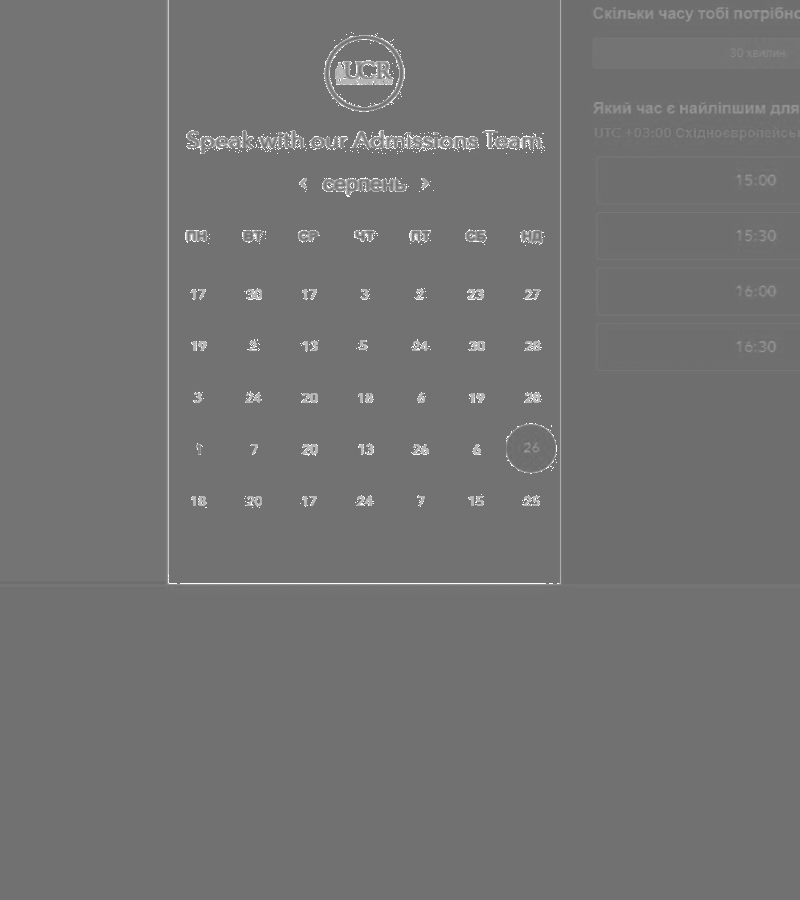 UCR
Speak with our Admissions Team
< серпень >
ПН ВТ СР ЧТ ПТ СБ НД
17 30 17 3 2 23 27
19 2 13 5 24 30 28
3 24 20 18 6 19 28
1 7 20 13 26 6 26
18 20 17 24 7 15 25
Скільки часу тобі потрібно
30 хвилин
Який час є найліпшим для
UTC +03:00 Східноєвропейськ
15:00
15:30
16:00
16:30